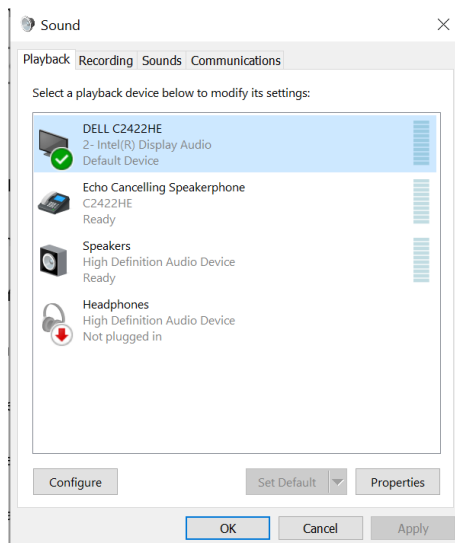 Sound
Playback Recording Sounds Communications
Select a playback device below to modify its settings:
DELL C2422HE
2- Intel(R) Display Audio
Default Device
Echo Cancelling Speakerphone
C2422HE
Ready
Speakers
High Definition Audio Device
Ready
Headphones
High Definition Audio Device
Not plugged in
Configure Set Default Properties
OK Cancel Apply